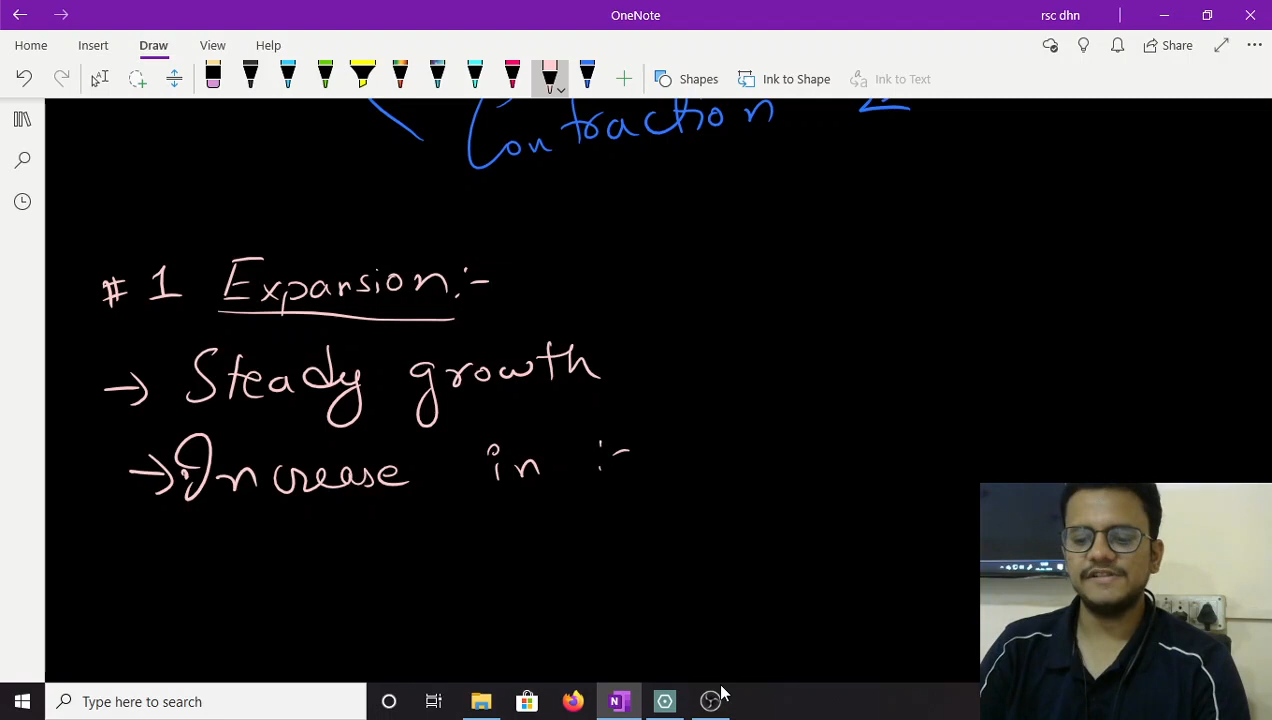 OneNote
rsc dhn
Home Insert Draw View Help
Share
Shapes Ink to Shape Ink to Text
Contraction
# 1 Expansion :-
→ Steady growth
→ Increase in :-
Type here to search